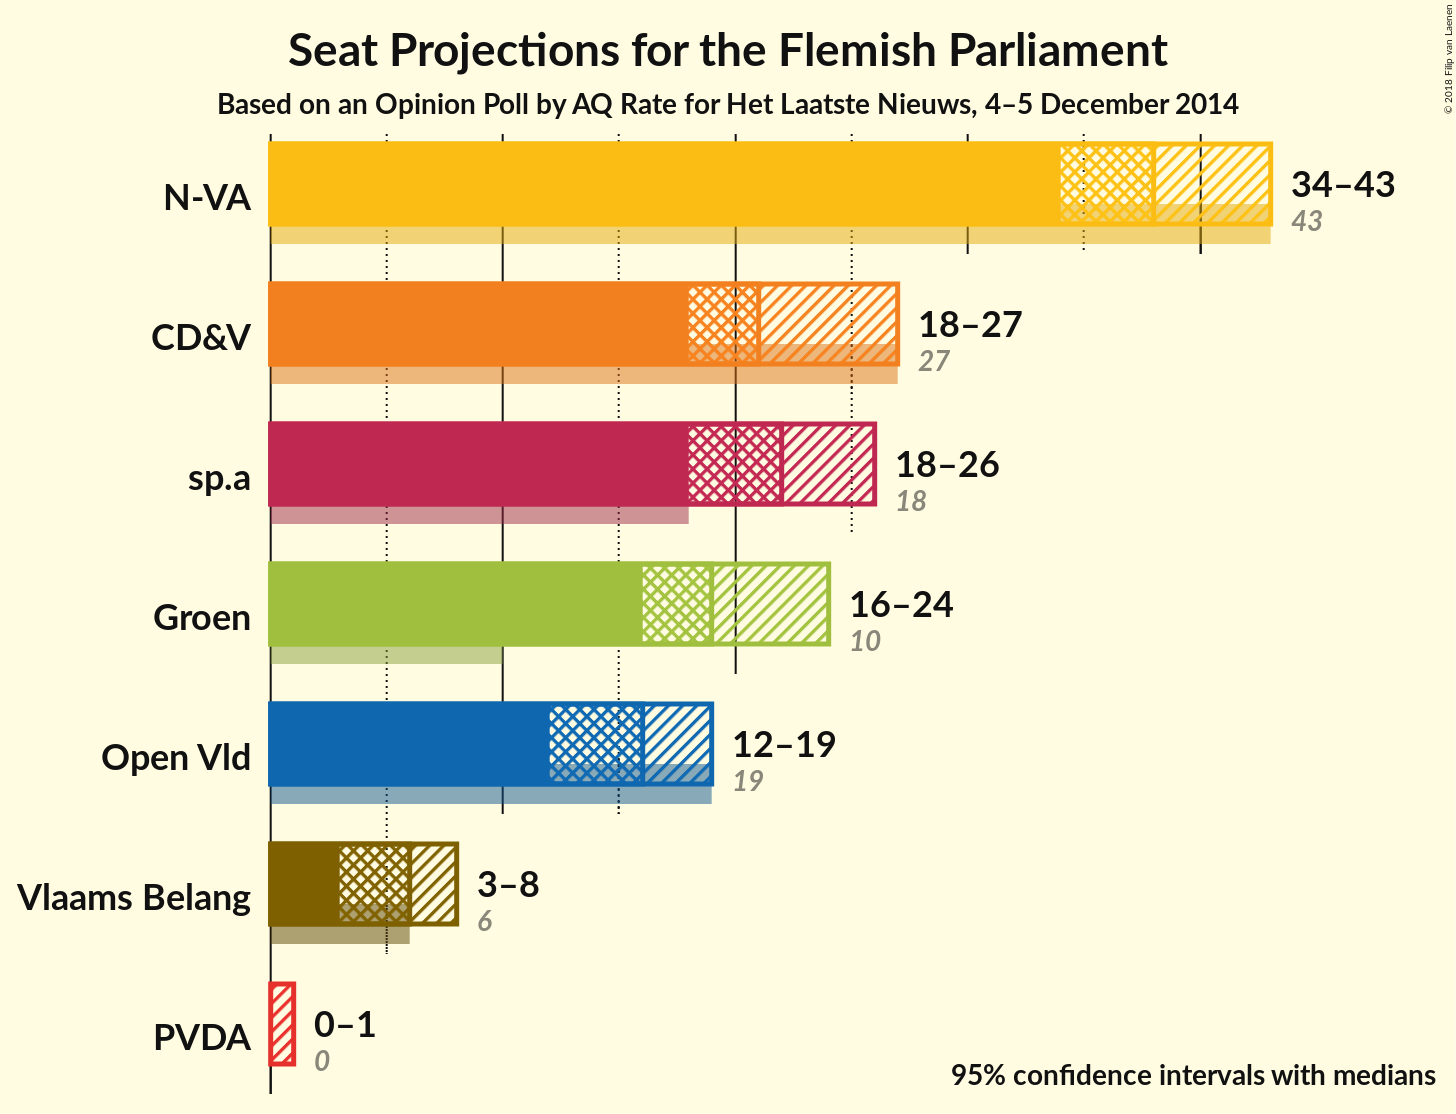 Seat Projections for the Flemish Parliament
Based on an Opinion Poll by AQ Rate for Het Laatste Nieuws, 4–5 December 2014
© 2018 Filip van Laenen
N-VA
34–43
43
CD&V
18–27
27
sp.a
18–26
18
Groen
16–24
10
Open Vld
12–19
19
Vlaams Belang
3–8
6
PVDA
0–1
0
95% confidence intervals with medians